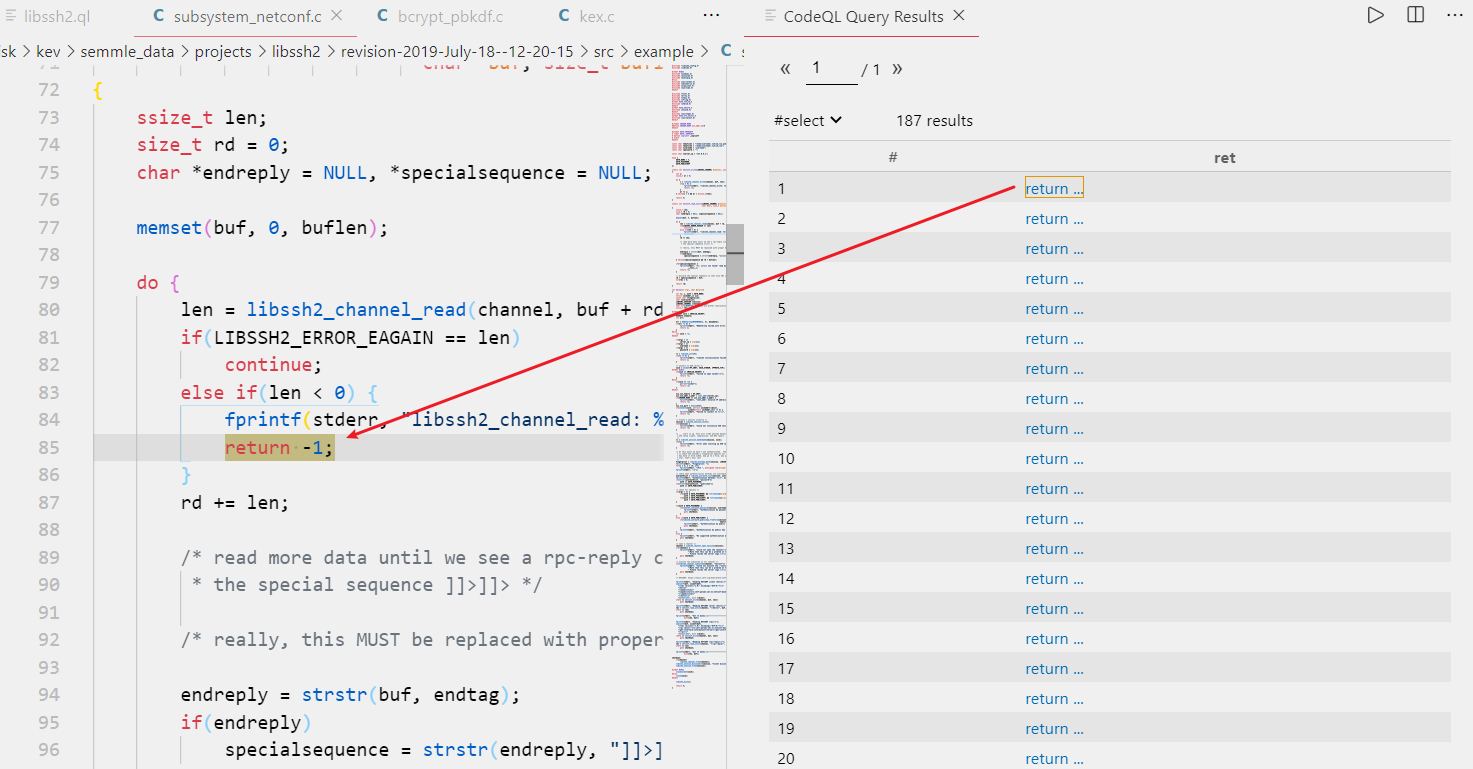 libssh2.ql
C subsystem_netconf.c
C bcrypt_pbkdf.c
C kex.c
...
CodeQL Query Results
...
isk > kev > semmle_data > projects > libssh2 > revision-2019-July-18--12-20-15 > src > example > C s
« 1 / 1 »
#select
187 results
# ret
72 {
73 ssize_t len;
74 size_t rd = 0;
75 char *endreply = NULL, *specialsequence = NULL;
76
77 memset(buf, 0, buflen);
78
79 do {
80 len = libssh2_channel_read(channel, buf + rd
81 if(LIBSSH2_ERROR_EAGAIN == len)
82 continue;
83 else if(len < 0) {
84 fprintf(stderr, "libssh2_channel_read: %
85 return -1;
86 }
87 rd += len;
88
89 /* read more data until we see a rpc-reply c
90 * the special sequence ]]>]]> */
91
92 /* really, this MUST be replaced with proper
93
94 endreply = strstr(buf, endtag);
95 if(endreply)
96 specialsequence = strstr(endreply, "]]>]
1 return ...
2 return ...
3 return ...
4 return ...
5 return ...
6 return ...
7 return ...
8 return ...
9 return ...
10 return ...
11 return ...
12 return ...
13 return ...
14 return ...
15 return ...
16 return ...
17 return ...
18 return ...
19 return ...
20 return ...